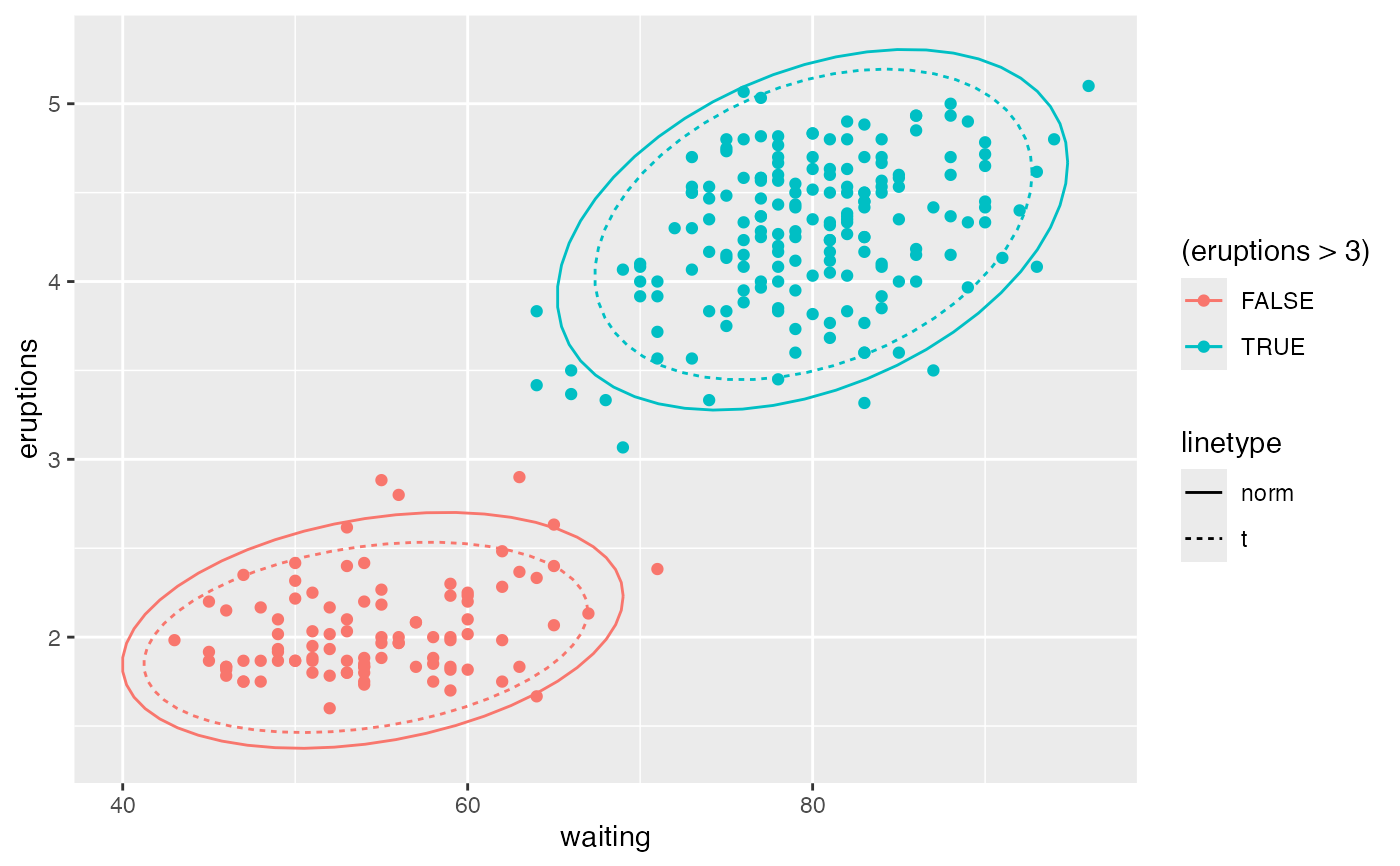 5
4
3
2
eruptions
40
60
80
waiting
(eruptions > 3)
FALSE
TRUE
linetype
norm
t